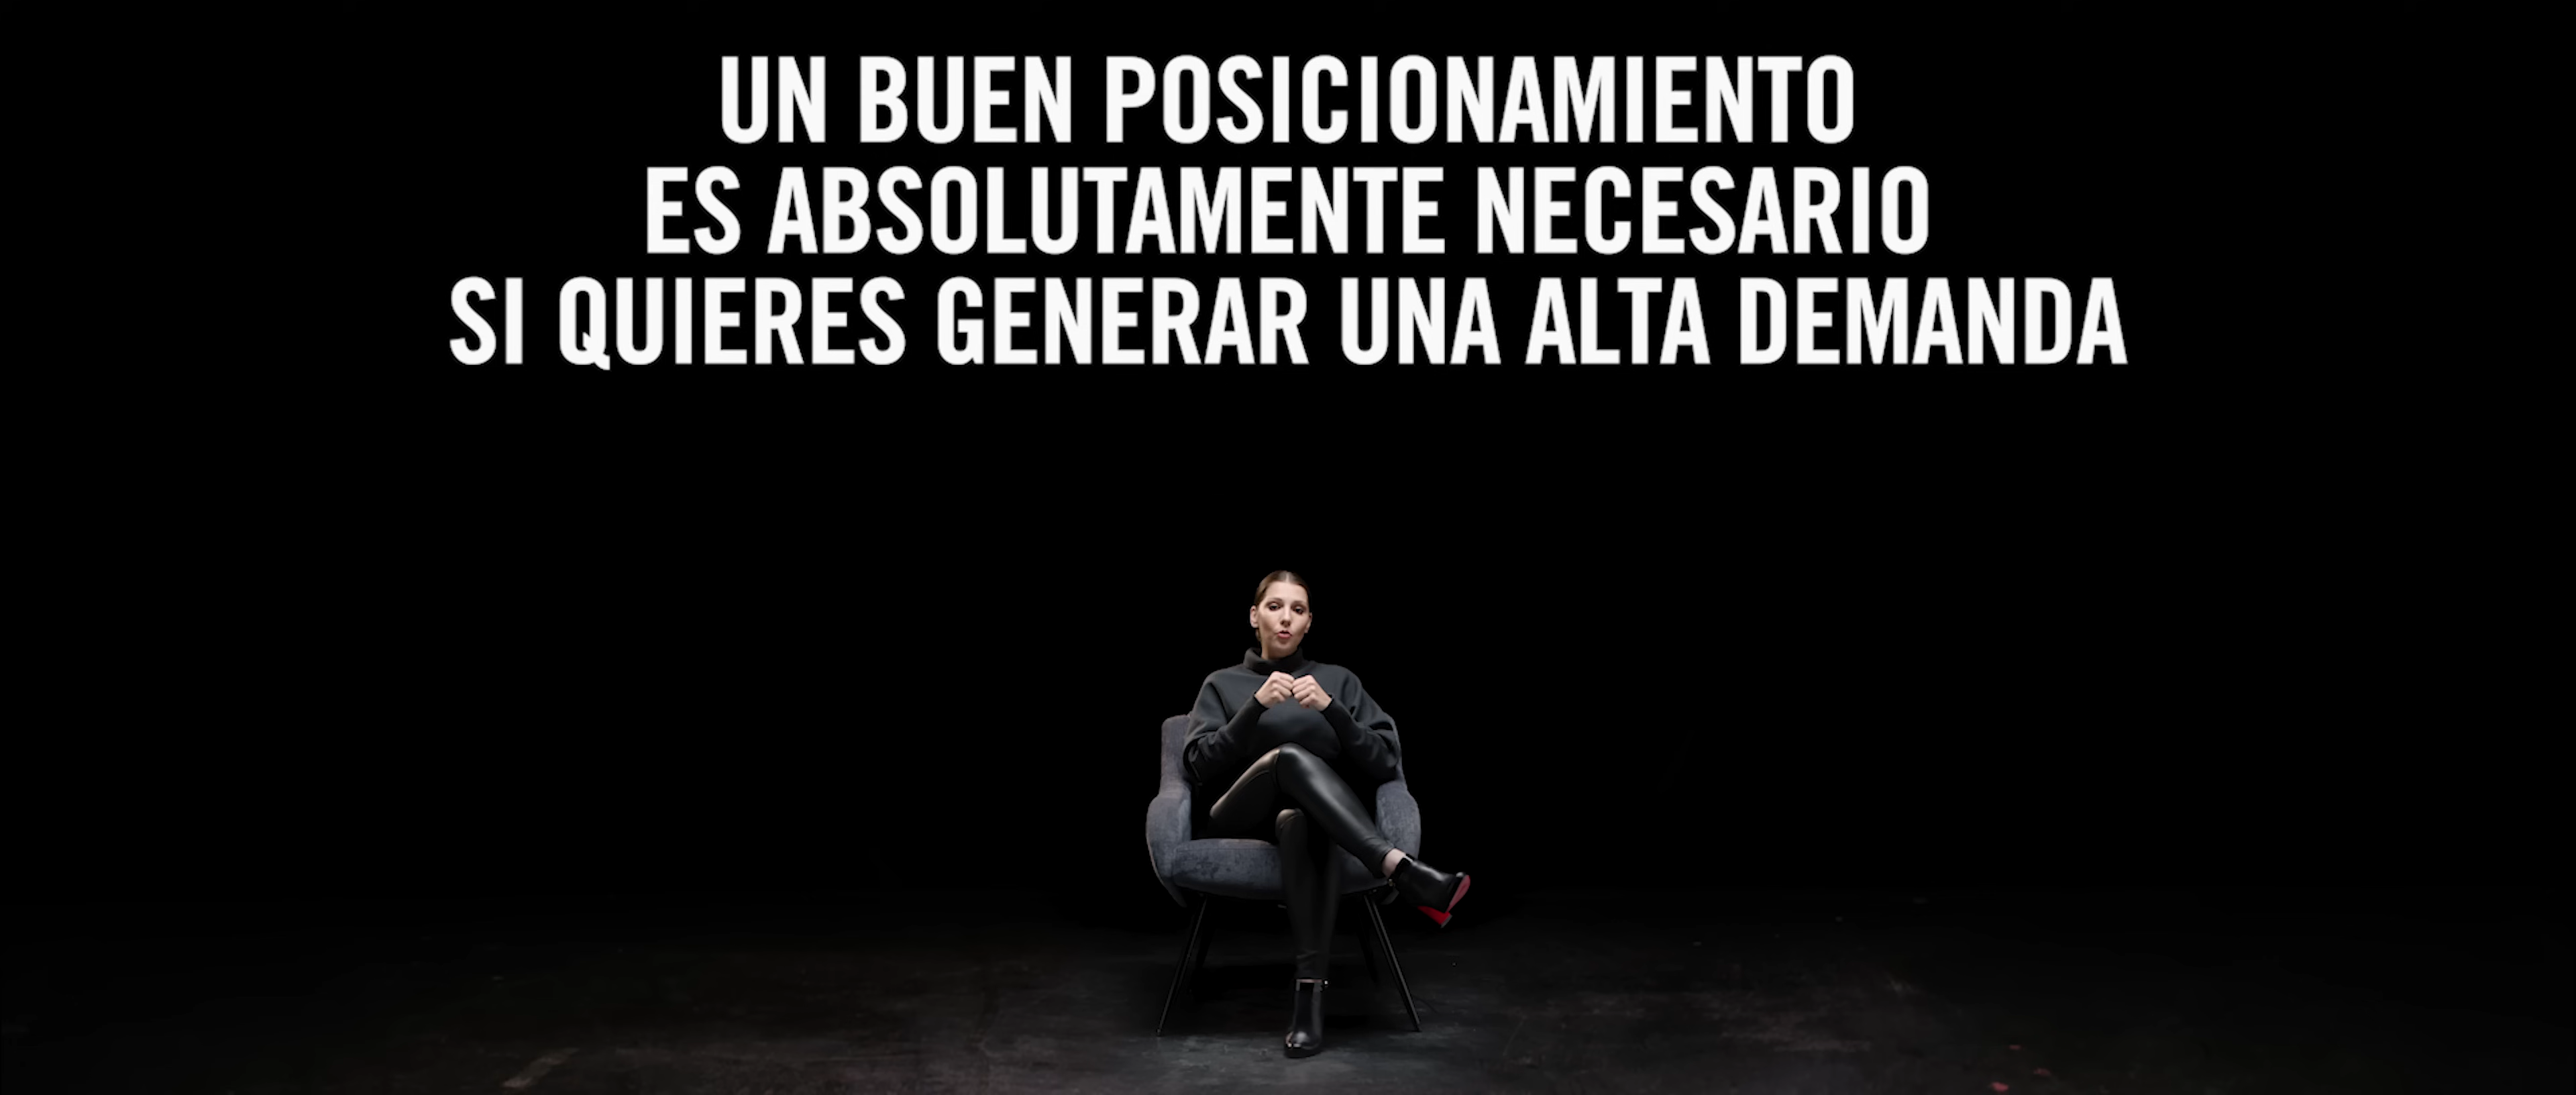 UN BUEN POSICIONAMIENTO
ES ABSOLUTAMENTE NECESARIO
SI QUIERES GENERAR UNA ALTA DEMANDA